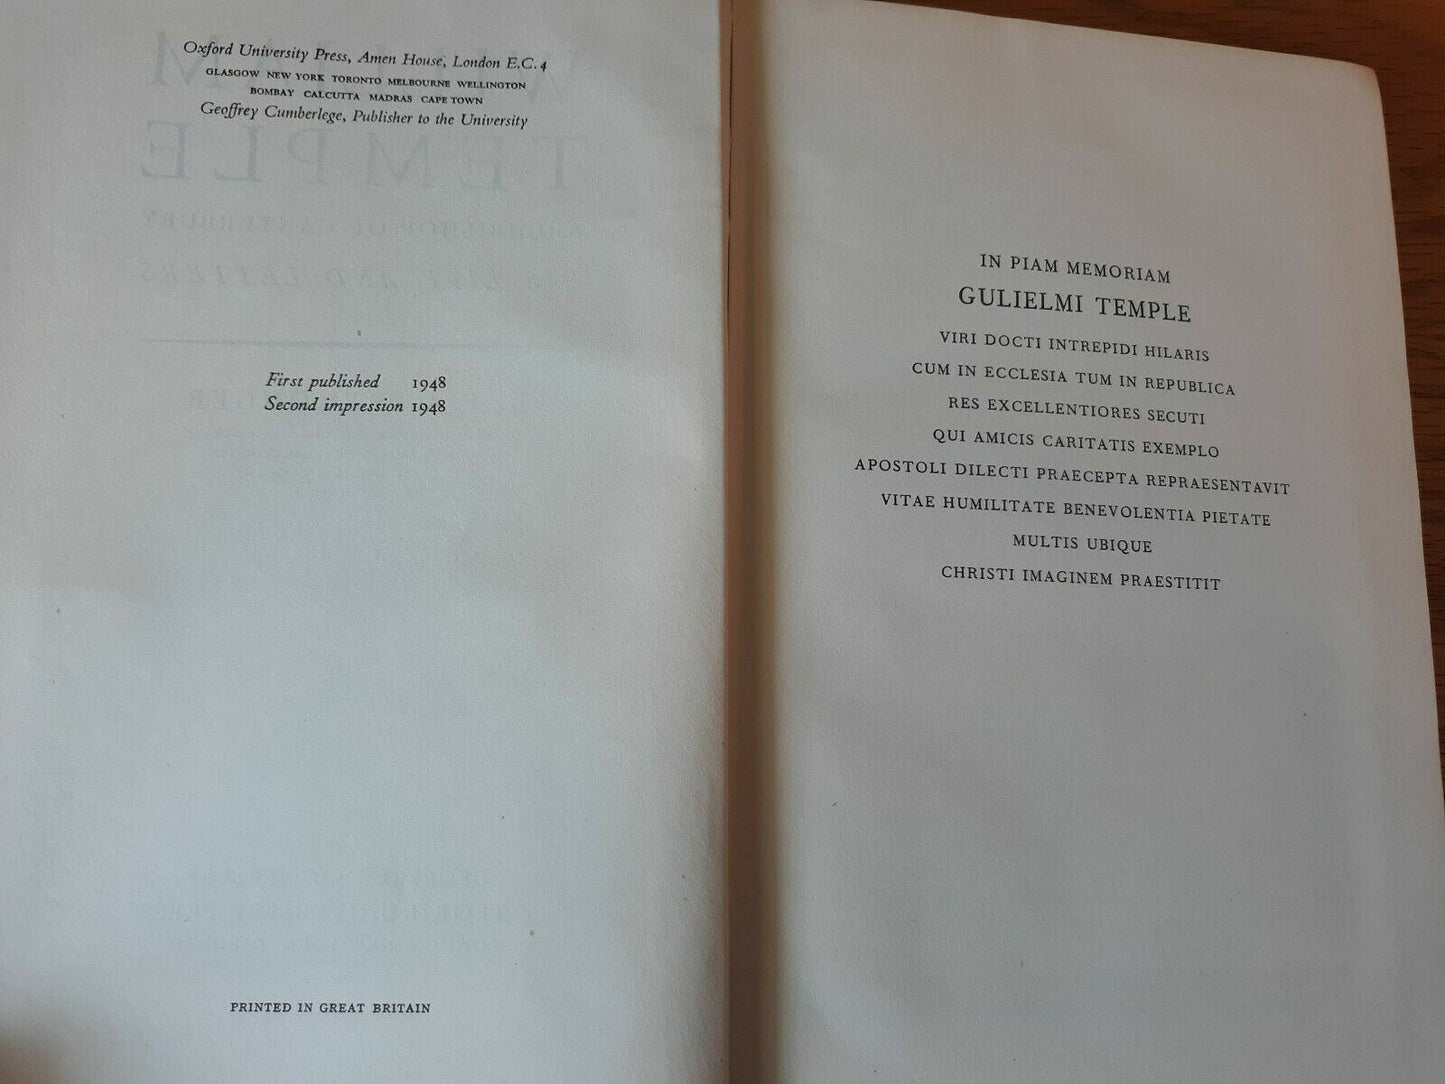 Oxford University Press, Amen House, London E.C.4
GLASGOW NEW YORK TORONTO MELBOURNE WELLINGTON
BOMBAY CALCUTTA MADRAS CAPE TOWN
Geoffrey Cumberlege, Publisher to the University
First published 1948
Second impression 1948
PRINTED IN GREAT BRITAIN
IN PIAM MEMORIAM
GULIELMI TEMPLE
VIRI DOCTI INTREPIDI HILARIS
CUM IN ECCLESIA TUM IN REPUBLICA
RES EXCELLENTIORES SECUTI
QUI AMICIS CARITATIS EXEMPLO
APOSTOLI DILECTI PRAECEPTA REPRAESENTAVIT
VITAE HUMILITATE BENEVOLENTIA PIETATE
MULTIS UBIQUE
CHRISTI IMAGINEM PRAESTITIT